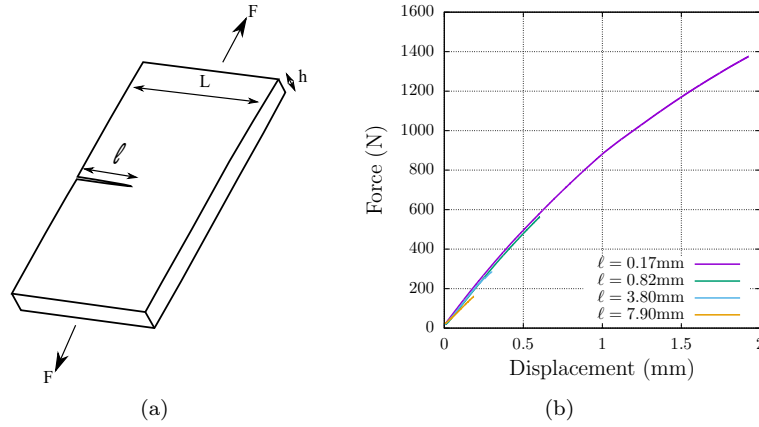 F
h
L
ℓ
F
(a)
1600
1400
1200
1000
800
600
400
200
0
Force (N)
ℓ = 0.17mm
ℓ = 0.82mm
ℓ = 3.80mm
ℓ = 7.90mm
0 0.5 1 1.5 2
Displacement (mm)
(b)